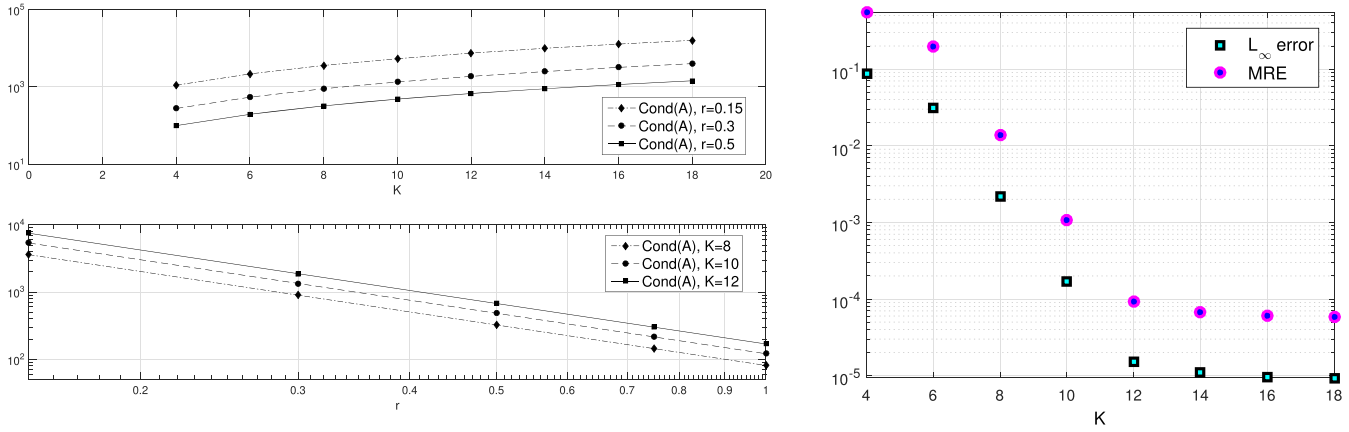 10^5
10^3
10^1
0 2 4 6 8 10 12 14 16 18 20
K
Cond(A), r=0.15
Cond(A), r=0.3
Cond(A), r=0.5
10^4
10^3
10^2
0.2 0.3 0.4 0.5 0.6 0.7 0.8 0.9 1
r
Cond(A), K=8
Cond(A), K=10
Cond(A), K=12
10^-1
10^-2
10^-3
10^-4
10^-5
4 6 8 10 12 14 16 18
K
L_∞ error
MRE